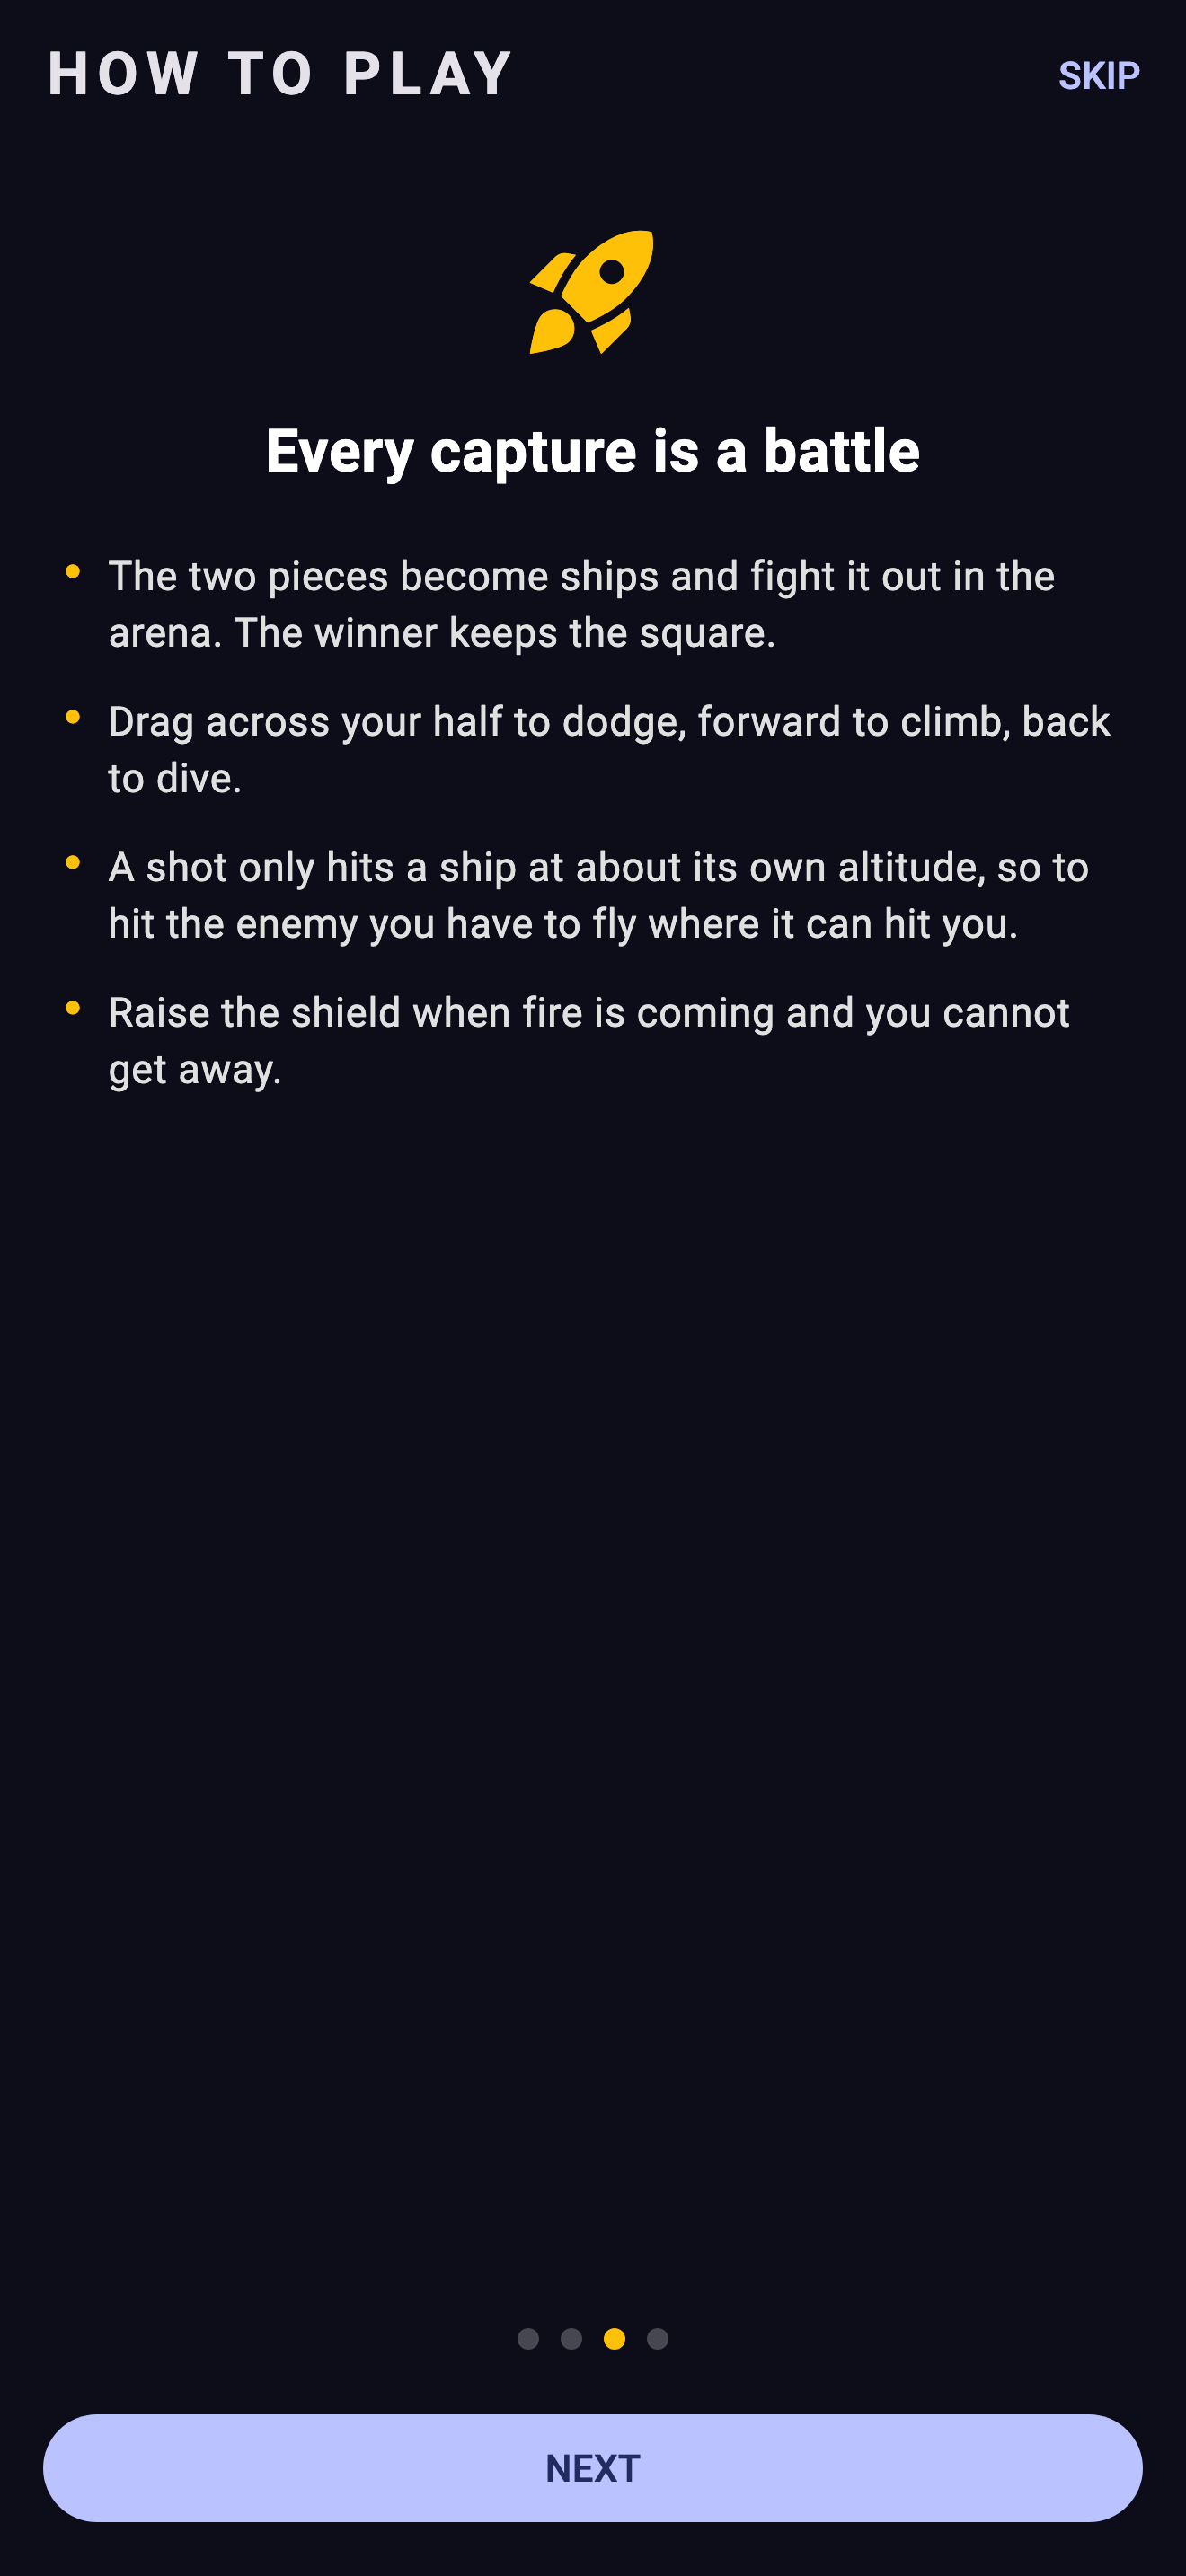 HOW TO PLAY
SKIP
Every capture is a battle
The two pieces become ships and fight it out in the
arena. The winner keeps the square.
Drag across your half to dodge, forward to climb, back
to dive.
A shot only hits a ship at about its own altitude, so to
hit the enemy you have to fly where it can hit you.
Raise the shield when fire is coming and you cannot
get away.
NEXT